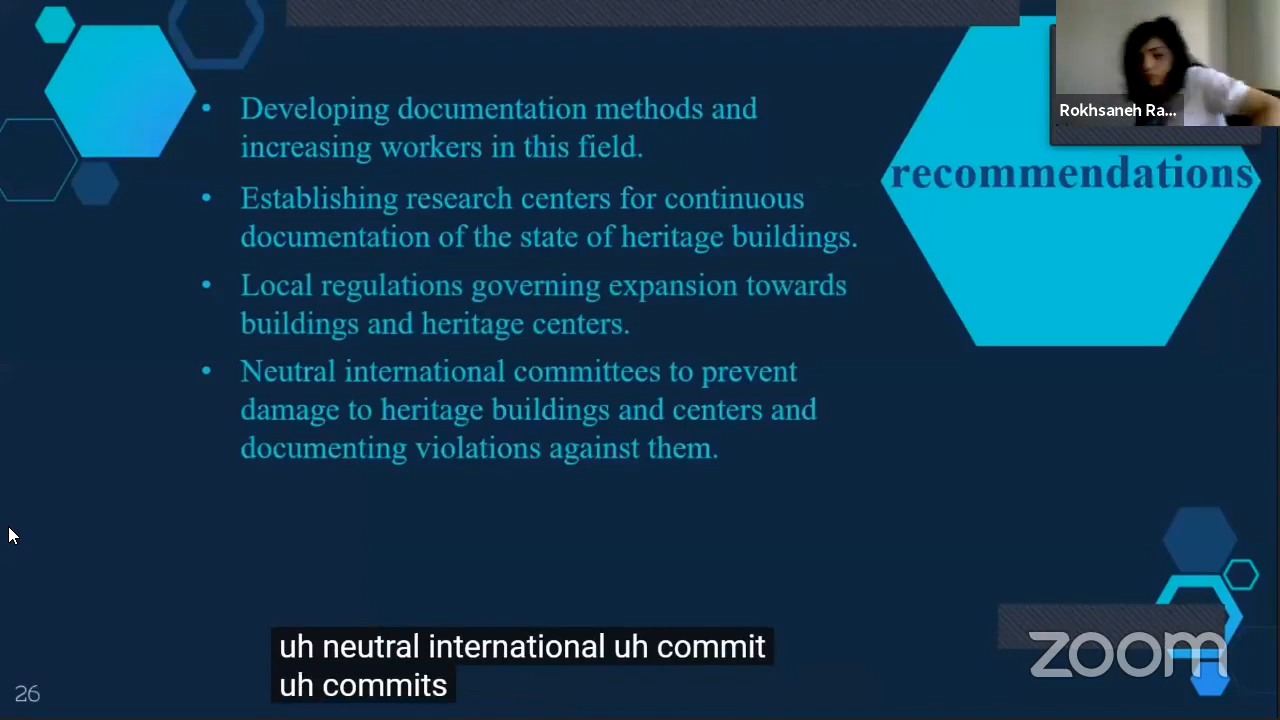 • Developing documentation methods and
increasing workers in this field.
• Establishing research centers for continuous
documentation of the state of heritage buildings.
• Local regulations governing expansion towards
buildings and heritage centers.
• Neutral international committees to prevent
damage to heritage buildings and centers and
documenting violations against them.
recommendations
Rokhsaneh Ra...
uh neutral international uh commit
uh commits
26
zoom